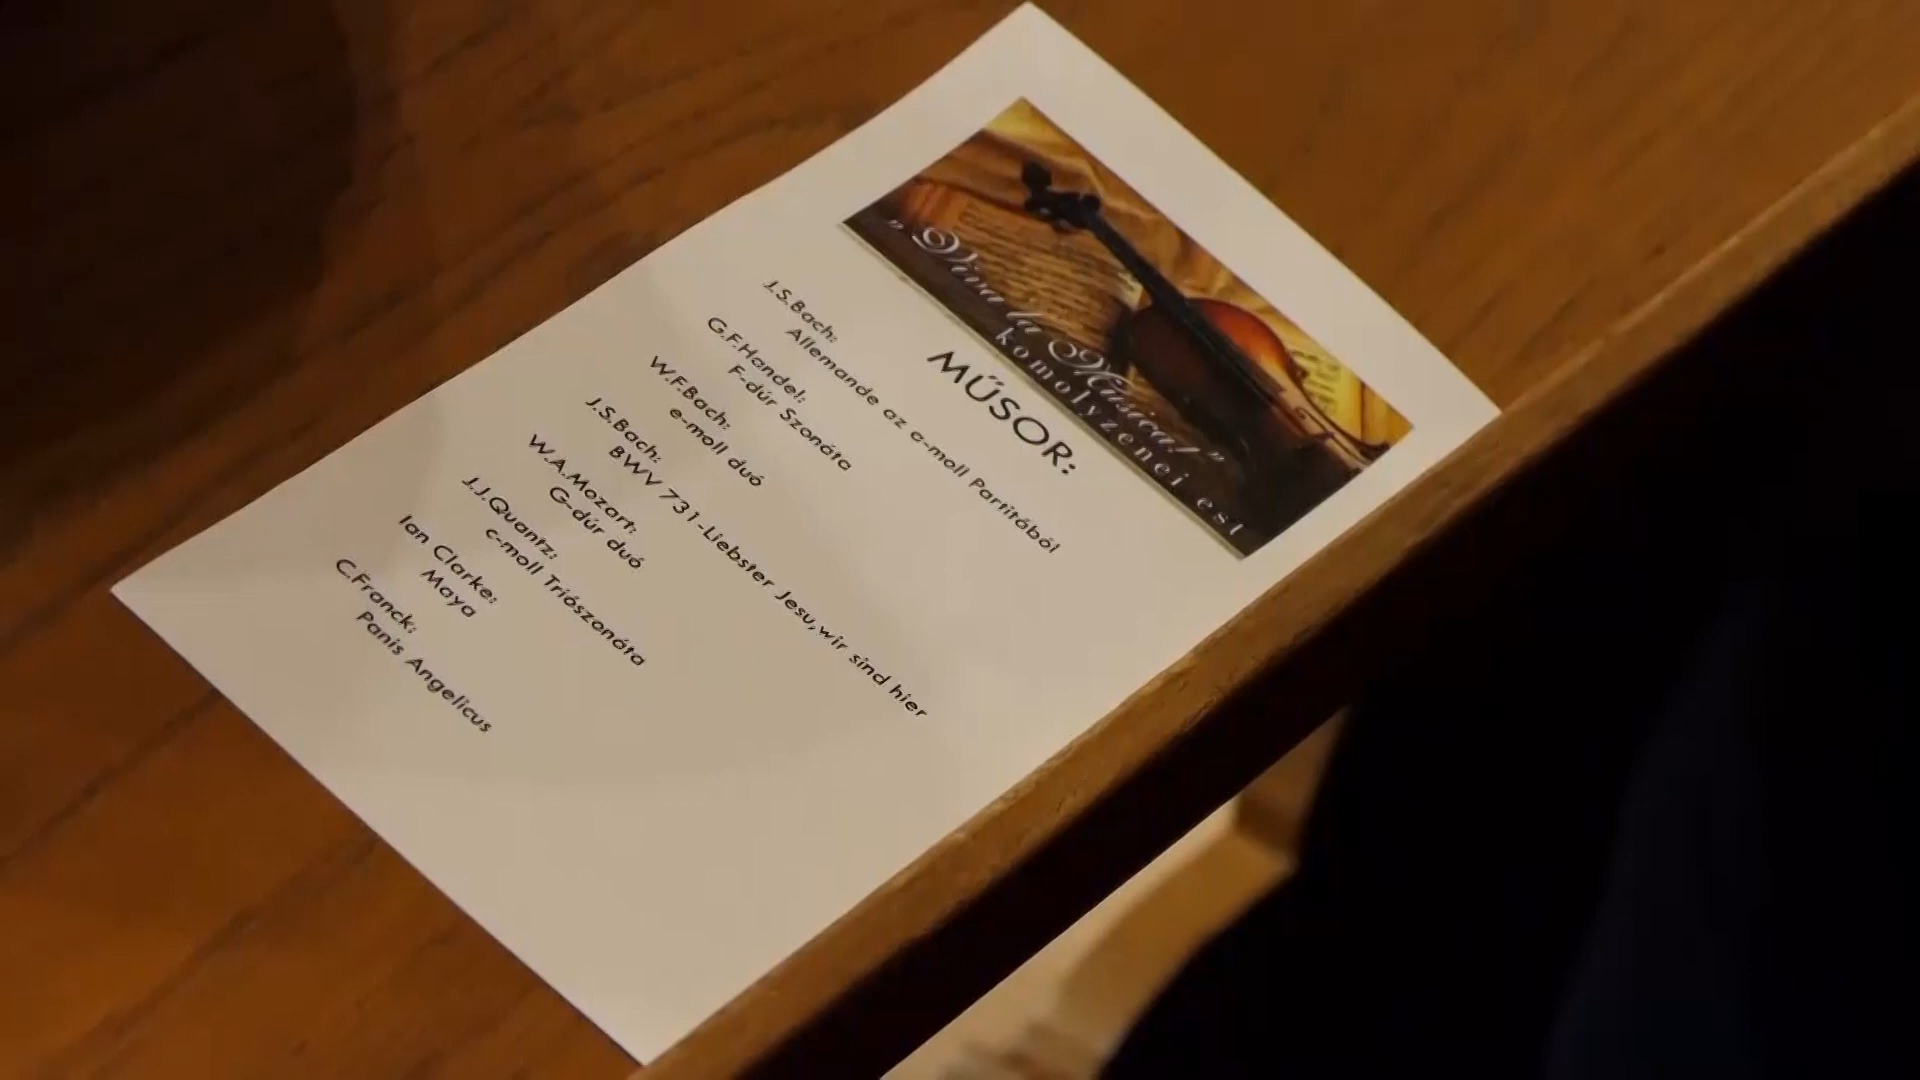 „Viva la Musica!”
komolyzenei est
MŰSOR:
J.S.Bach:
Allemande az a-moll Partitából
G.F.Handel:
F-dúr Szonáta
W.F.Bach:
e-moll duó
J.S.Bach:
BWV 731-Liebster Jesu,wir sind hier
W.A.Mozart:
G-dúr duó
J.J.Quantz:
c-moll Triószonáta
Ian Clarke:
Maya
C.Franck:
Panis Angelicus